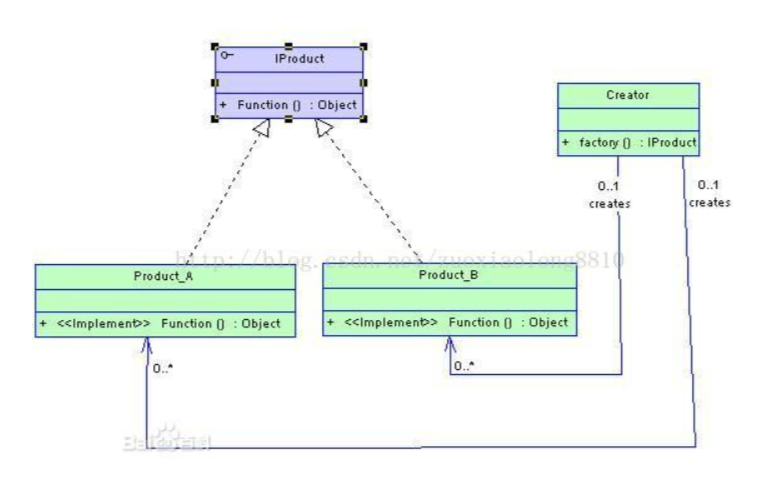 IProduct
+ Function () : Object
Creator
+ factory () : IProduct
0..1
creates
0..1
creates
http://blog.csdn.net/zuoxiaolong8810
Product_A
+ <<Implement>> Function () : Object
Product_B
+ <<Implement>> Function () : Object
0..*
0..*
Bai百科